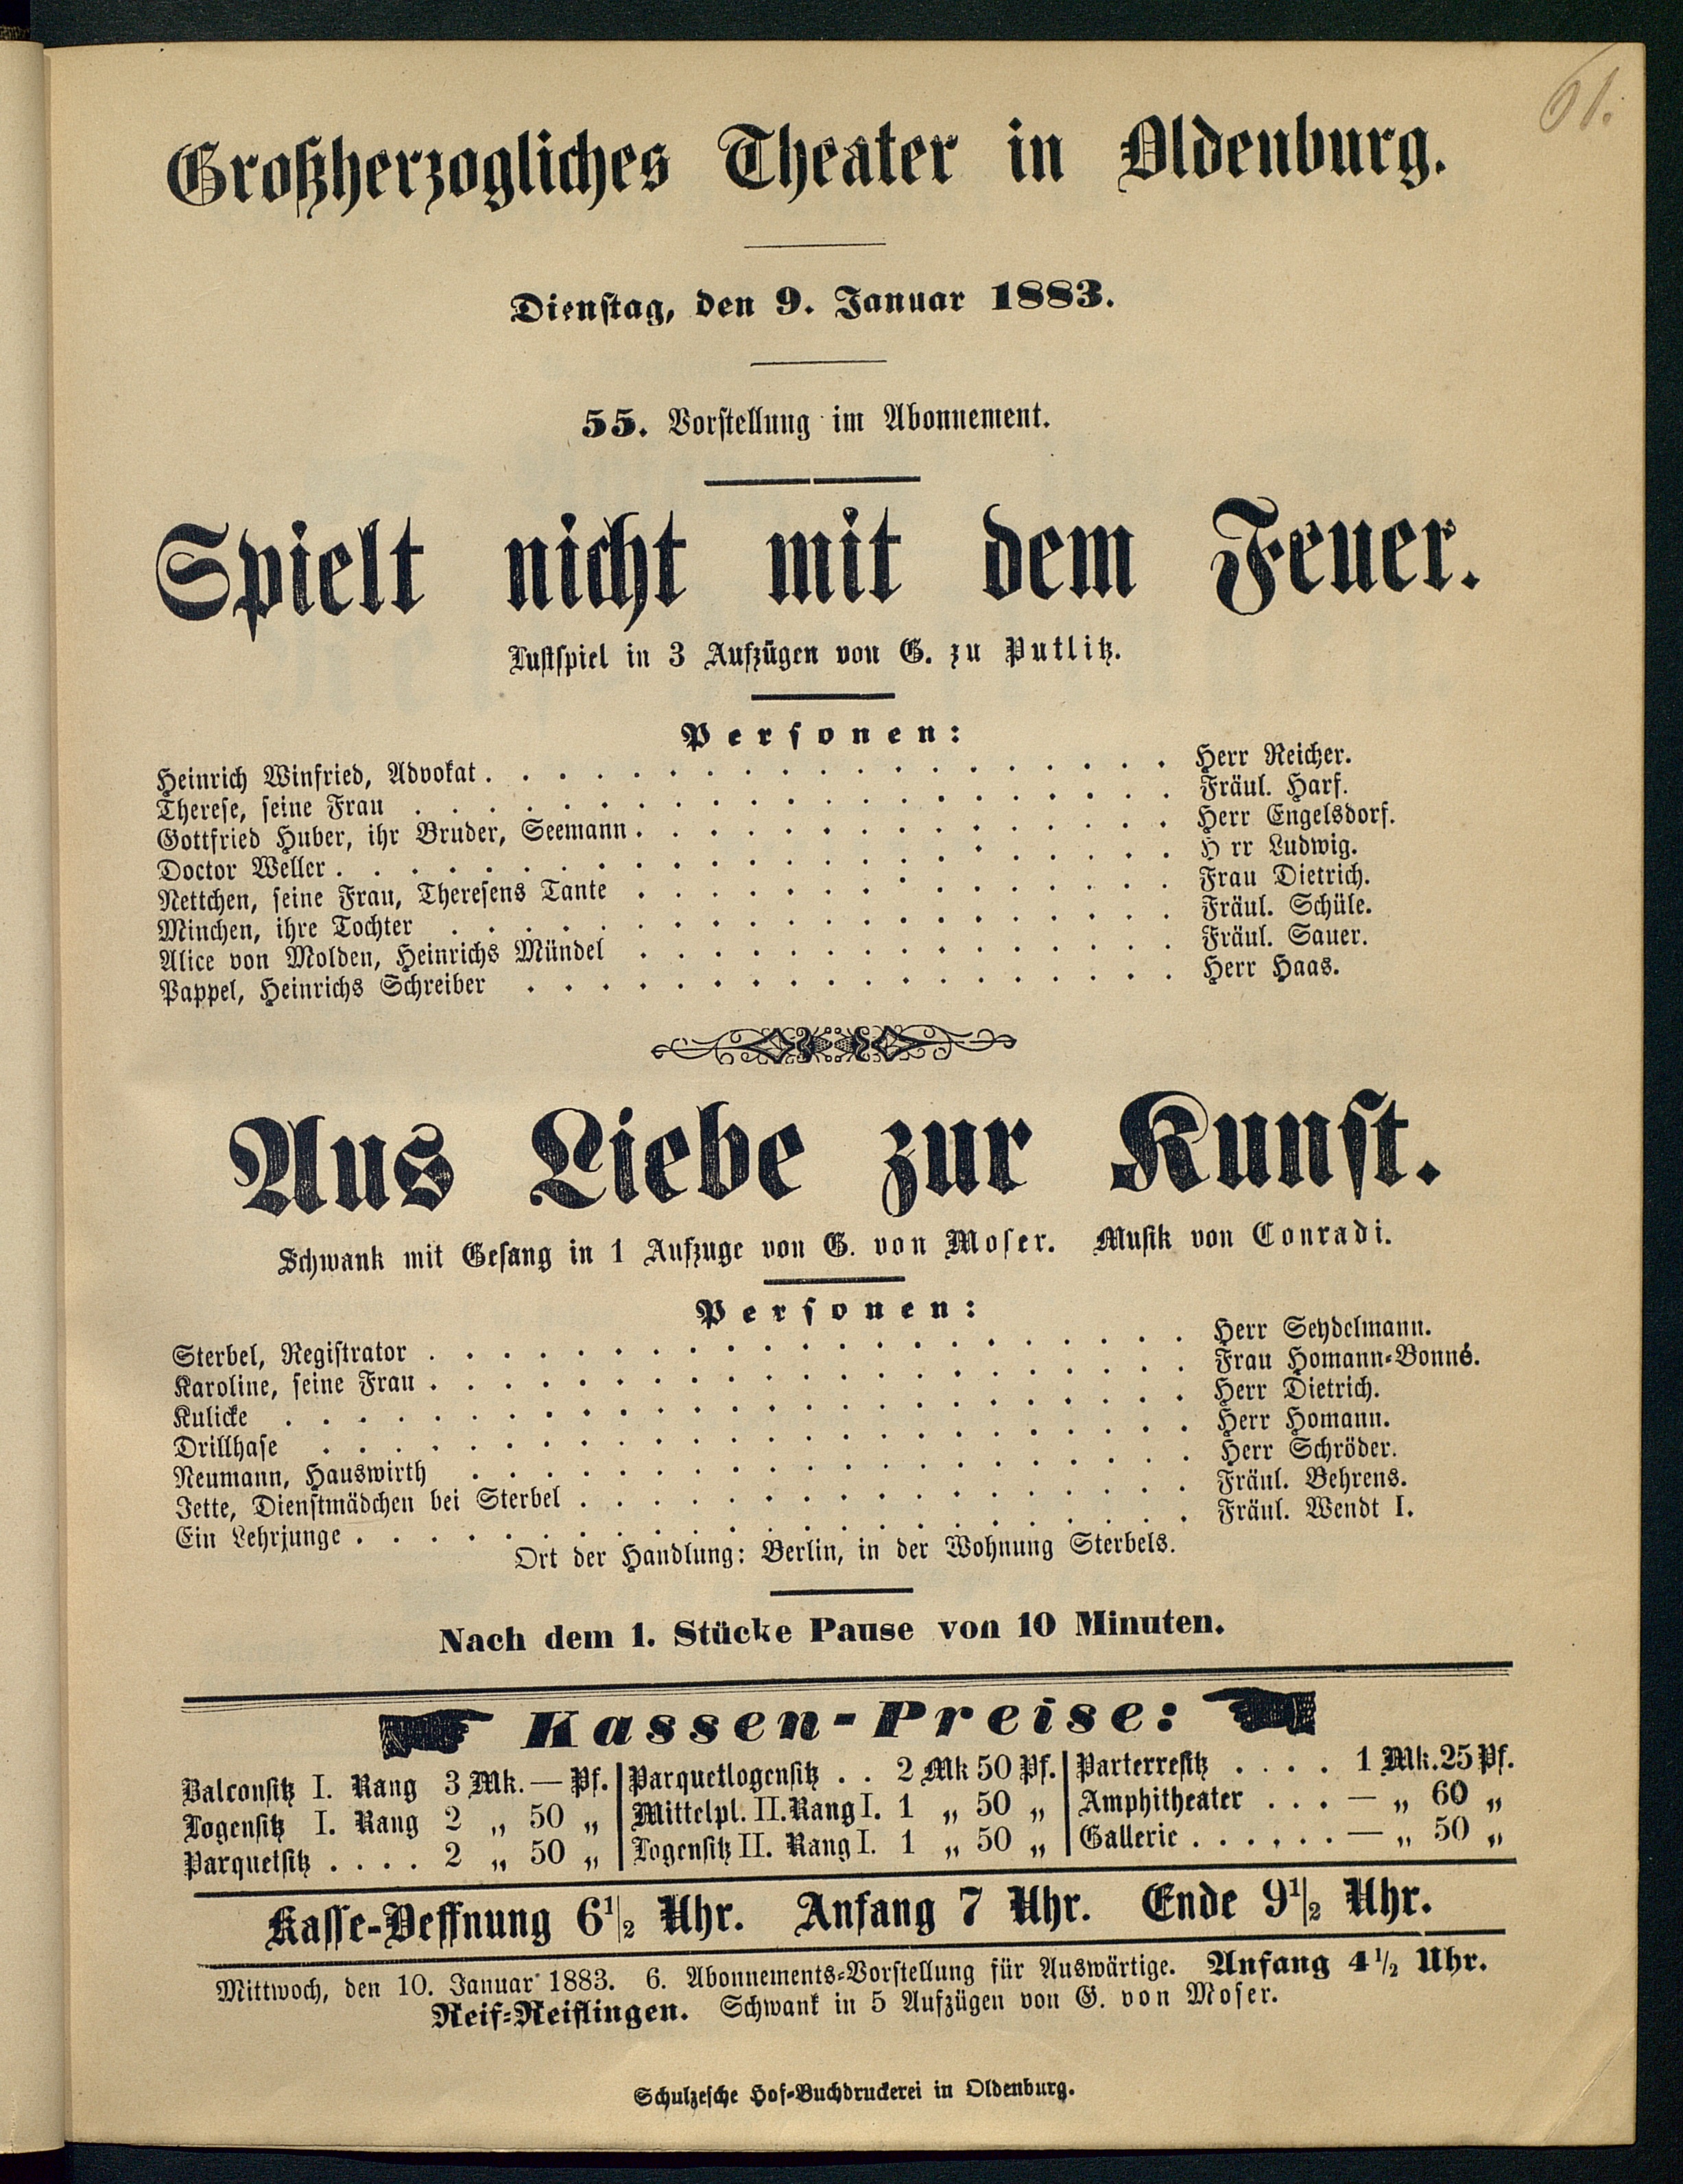 61.
Großherzogliches Theater in Oldenburg.
Dienstag, den 9. Januar 1883.
55. Vorstellung im Abonnement.
Spielt nicht mit dem Feuer.
Lustspiel in 3 Aufzügen von G. zu Putlitz.
Personen:
Heinrich Winfried, Advokat . . . . . . . . . . . . . . . . . . . Herr Reicher.
Therese, seine Frau . . . . . . . . . . . . . . . . . . . . . Fräul. Harf.
Gottfried Huber, ihr Bruder, Seemann . . . . . . . . . . . . . . . Herr Engelsdorf.
Doctor Weller . . . . . . . . . . . . . . . . . . . . . . . H rr Ludwig.
Nettchen, seine Frau, Theresens Tante . . . . . . . . . . . . . . . Frau Dietrich.
Minchen, ihre Tochter . . . . . . . . . . . . . . . . . . . . Fräul. Schüle.
Alice von Molden, Heinrichs Mündel . . . . . . . . . . . . . . . Fräul. Sauer.
Pappel, Heinrichs Schreiber . . . . . . . . . . . . . . . . . . Herr Haas.
Aus Liebe zur Kunst.
Schwank mit Gesang in 1 Aufzuge von G. von Moser. Musik von Conradi.
Personen:
Sterbel, Registrator . . . . . . . . . . . . . . . . . . . . . Herr Seydelmann.
Karoline, seine Frau . . . . . . . . . . . . . . . . . . . . . Frau Homann-Bonné.
Kulicke . . . . . . . . . . . . . . . . . . . . . . . . . Herr Dietrich.
Drillhase . . . . . . . . . . . . . . . . . . . . . . . . Herr Homann.
Neumann, Hauswirth . . . . . . . . . . . . . . . . . . . . Herr Schröder.
Jette, Dienstmädchen bei Sterbel . . . . . . . . . . . . . . . . . Fräul. Behrens.
Ein Lehrjunge . . . . . . . . . . . . . . . . . . . . . . . Fräul. Wendt I.
Ort der Handlung: Berlin, in der Wohnung Sterbels.
Nach dem 1. Stücke Pause von 10 Minuten.
Kassen-Preise:
Balconsitz I. Rang 3 Mk. — Pf. Parquetlogensitz . . 2 Mk 50 Pf. Parterresitz . . . . 1 Mk. 25 Pf.
Logensitz I. Rang 2 „ 50 „ Mittelpl. II. Rang I. 1 „ 50 „ Amphitheater . . . — „ 60 „
Parquetsitz . . . . 2 „ 50 „ Logensitz II. Rang I. 1 „ 50 „ Gallerie . . . . . . — „ 50 „
Kasse-Oeffnung 6 1/2 Uhr. Anfang 7 Uhr. Ende 9 1/2 Uhr.
Mittwoch, den 10. Januar 1883. 6. Abonnements-Vorstellung für Auswärtige. Anfang 4 1/2 Uhr.
Reif-Reiflingen. Schwank in 5 Aufzügen von G. von Moser.
Schulzesche Hof-Buchdruckerei in Oldenburg.